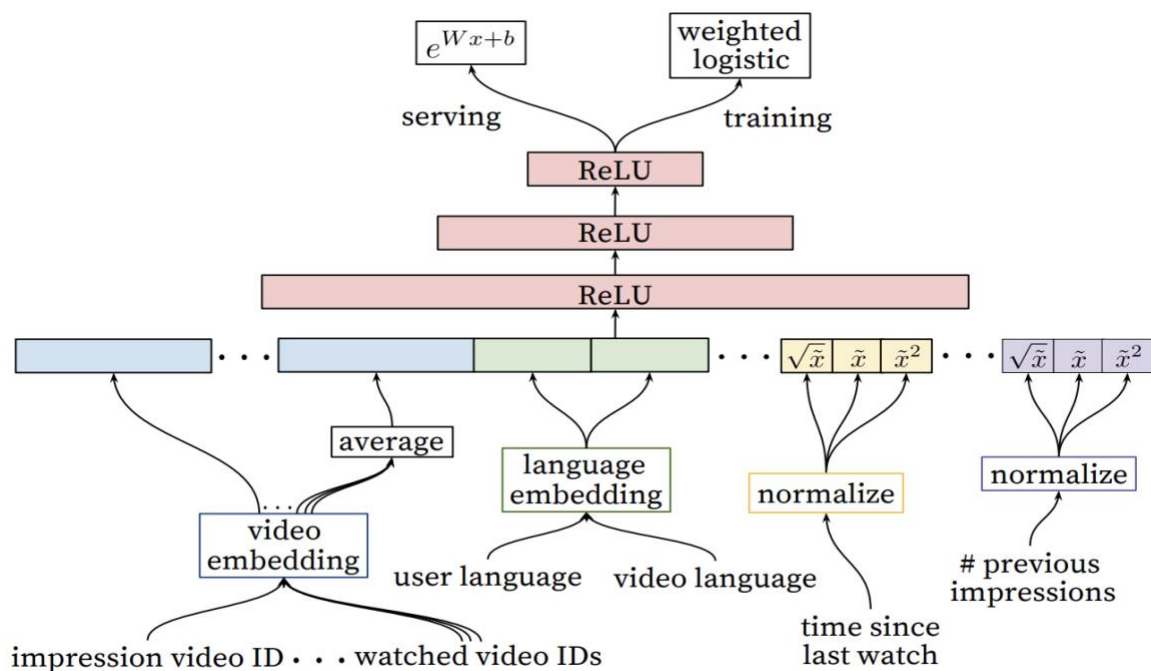 e^{Wx+b}
weighted
logistic
serving
training
ReLU
ReLU
ReLU
√x̃ x̃ x̃² √x̃ x̃ x̃²
average
language
embedding
normalize
normalize
video
embedding
user language
video language
# previous
impressions
impression video ID • • • watched video IDs
time since
last watch